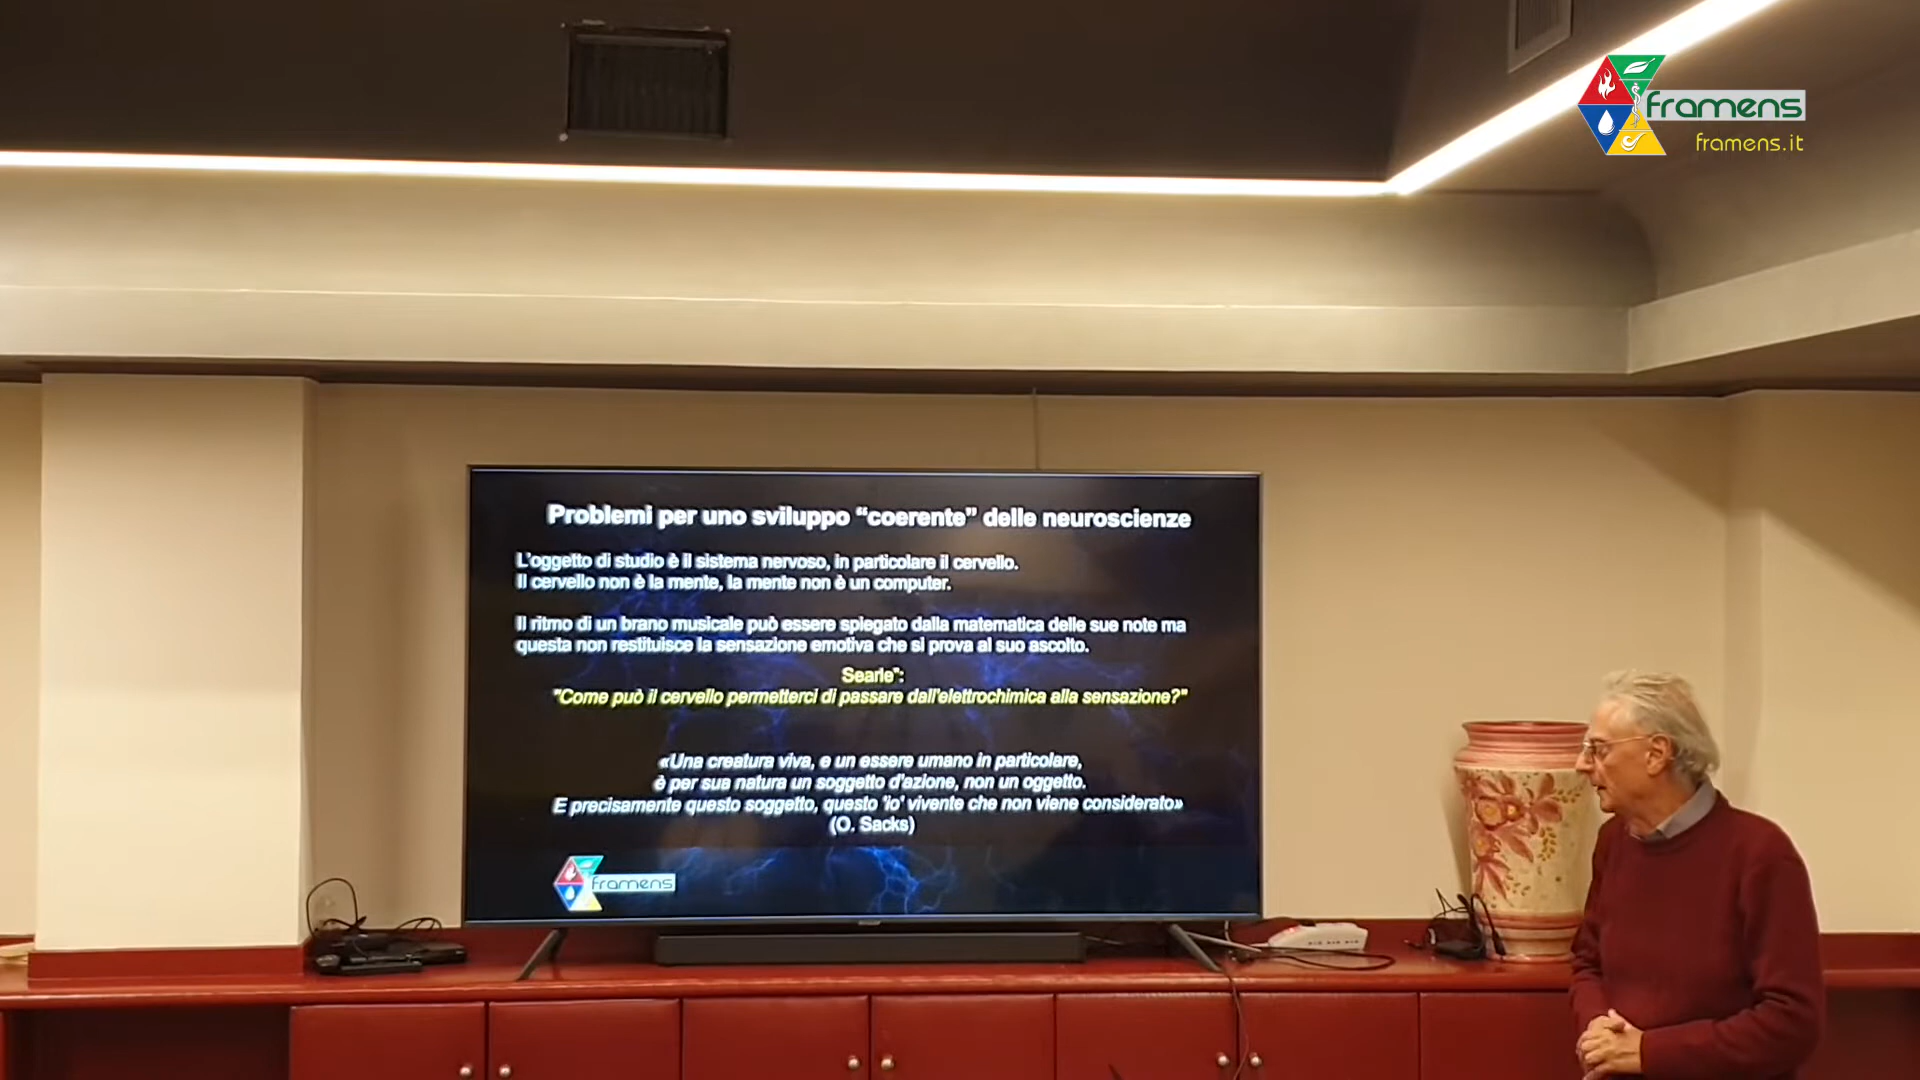 framens
framens.it
Problemi per uno sviluppo “coerente” delle neuroscienze
L'oggetto di studio è il sistema nervoso, in particolare il cervello.
Il cervello non è la mente, la mente non è un computer.
Il ritmo di un brano musicale può essere spiegato dalla matematica delle sue note ma
questa non restituisce la sensazione emotiva che si prova al suo ascolto.
Searle":
"Come può il cervello permetterci di passare dall'elettrochimica alla sensazione?"
«Una creatura viva, e un essere umano in particolare,
è per sua natura un soggetto d'azione, non un oggetto.
E precisamente questo soggetto, questo 'io' vivente che non viene considerato»
(O. Sacks)
framens